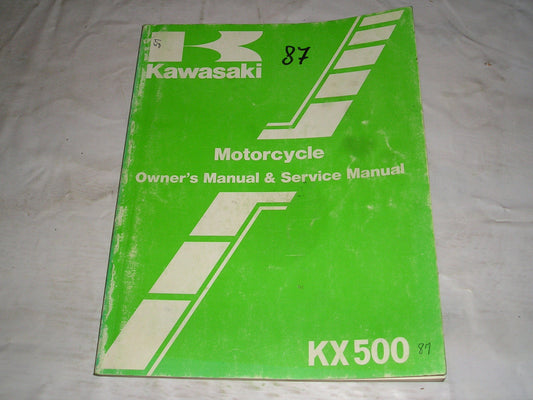 87
Kawasaki
Motorcycle
Owner's Manual & Service Manual
KX500
87